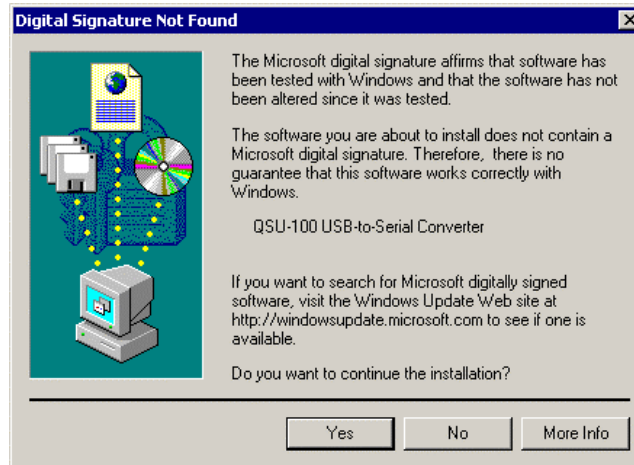 Digital Signature Not Found
The Microsoft digital signature affirms that software has
been tested with Windows and that the software has not
been altered since it was tested.
The software you are about to install does not contain a
Microsoft digital signature. Therefore, there is no
guarantee that this software works correctly with
Windows.
QSU-100 USB-to-Serial Converter
If you want to search for Microsoft digitally signed
software, visit the Windows Update Web site at
http://windowsupdate.microsoft.com to see if one is
available.
Do you want to continue the installation?
Yes No More Info